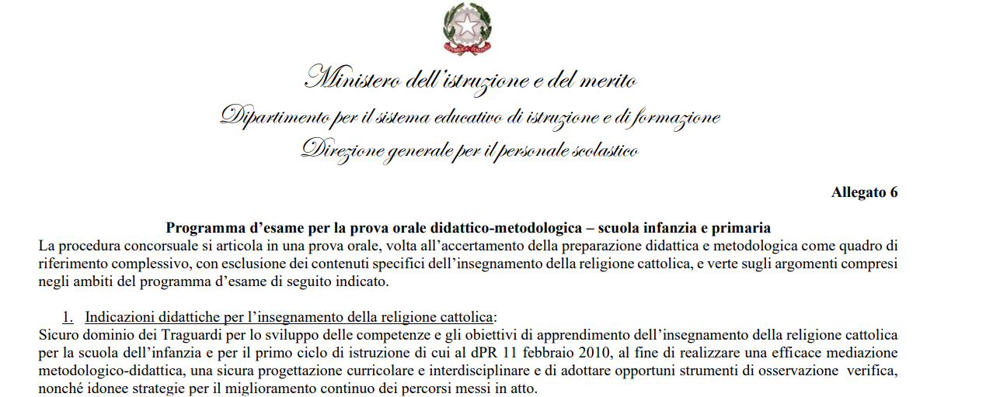 REPVBBLICA ITALIANA
Ministero dell'istruzione e del merito
Dipartimento per il sistema educativo di istruzione e di formazione
Direzione generale per il personale scolastico
Allegato 6
Programma d'esame per la prova orale didattico-metodologica – scuola infanzia e primaria
La procedura concorsuale si articola in una prova orale, volta all'accertamento della preparazione didattica e metodologica come quadro di
riferimento complessivo, con esclusione dei contenuti specifici dell'insegnamento della religione cattolica, e verte sugli argomenti compresi
negli ambiti del programma d'esame di seguito indicato.
1. Indicazioni didattiche per l'insegnamento della religione cattolica:
Sicuro dominio dei Traguardi per lo sviluppo delle competenze e gli obiettivi di apprendimento dell'insegnamento della religione cattolica
per la scuola dell'infanzia e per il primo ciclo di istruzione di cui al dPR 11 febbraio 2010, al fine di realizzare una efficace mediazione
metodologico-didattica, una sicura progettazione curricolare e interdisciplinare e di adottare opportuni strumenti di osservazione verifica,
nonché idonee strategie per il miglioramento continuo dei percorsi messi in atto.